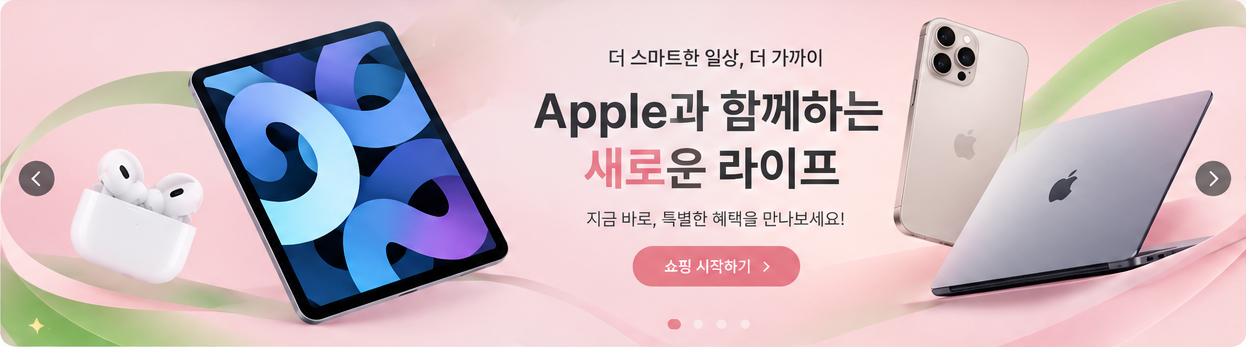 더 스마트한 일상, 더 가까이
Apple과 함께하는
새로운 라이프
지금 바로, 특별한 혜택을 만나보세요!
쇼핑 시작하기